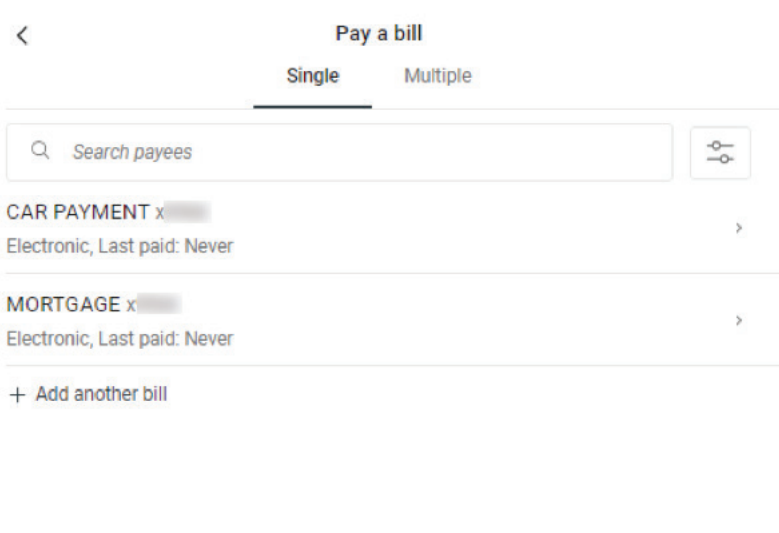 Pay a bill
Single Multiple
Search payees
CAR PAYMENT x
Electronic, Last paid: Never
MORTGAGE x
Electronic, Last paid: Never
+ Add another bill